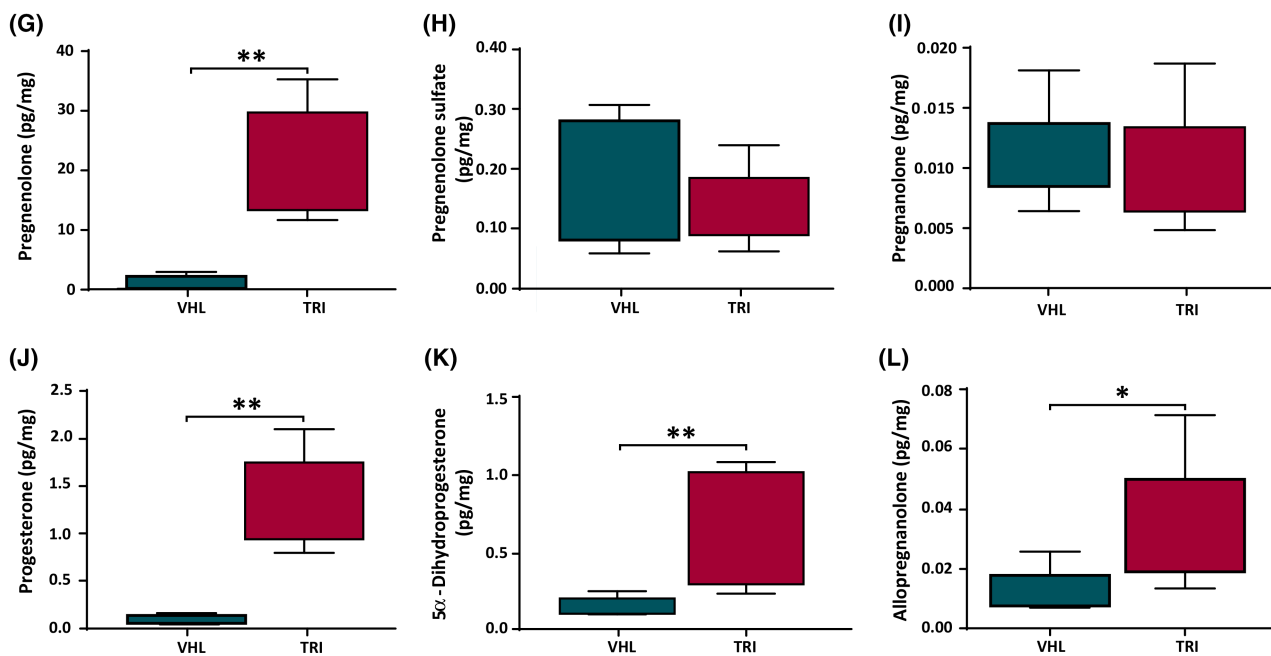 (G)
Pregnenolone (pg/mg)
40
30
20
10
0
**
VHL
TRI
(H)
Pregnenolone sulfate
(pg/mg)
0.40
0.30
0.20
0.10
0.00
VHL
TRI
(I)
Pregnanolone (pg/mg)
0.020
0.015
0.010
0.005
0.000
VHL
TRI
(J)
Progesterone (pg/mg)
2.5
2.0
1.5
1.0
0.5
0.0
**
VHL
TRI
(K)
5α-Dihydroprogesterone
(pg/mg)
1.5
1.0
0.5
0.0
**
VHL
TRI
(L)
Allopregnanolone (pg/mg)
0.08
0.06
0.04
0.02
0.00
*
VHL
TRI